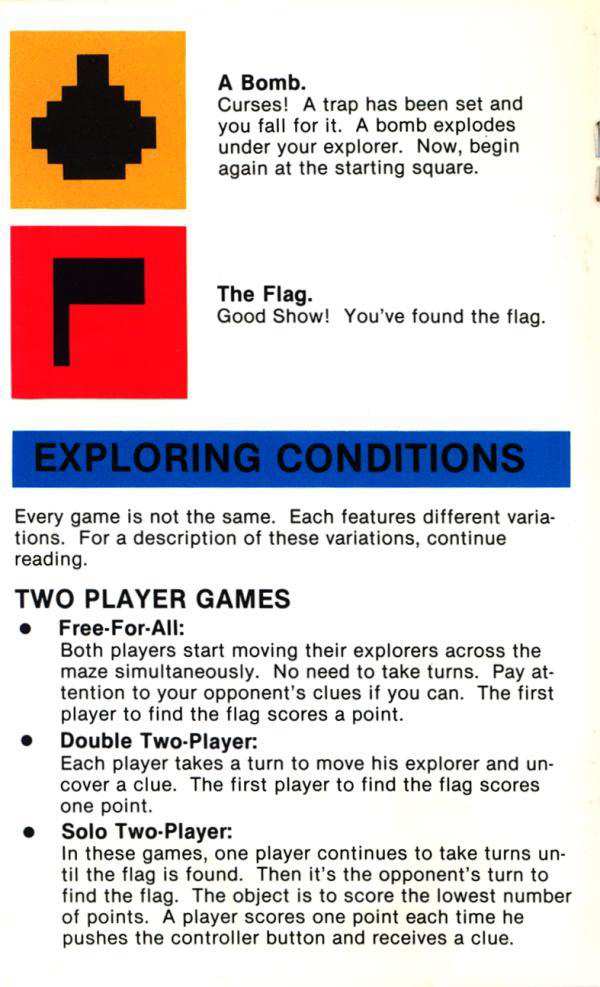 A Bomb.
Curses! A trap has been set and
you fall for it. A bomb explodes
under your explorer. Now, begin
again at the starting square.
The Flag.
Good Show! You've found the flag.
EXPLORING CONDITIONS
Every game is not the same. Each features different varia-
tions. For a description of these variations, continue
reading.
TWO PLAYER GAMES
● Free-For-All:
Both players start moving their explorers across the
maze simultaneously. No need to take turns. Pay at-
tention to your opponent's clues if you can. The first
player to find the flag scores a point.
● Double Two-Player:
Each player takes a turn to move his explorer and un-
cover a clue. The first player to find the flag scores
one point.
● Solo Two-Player:
In these games, one player continues to take turns un-
til the flag is found. Then it's the opponent's turn to
find the flag. The object is to score the lowest number
of points. A player scores one point each time he
pushes the controller button and receives a clue.